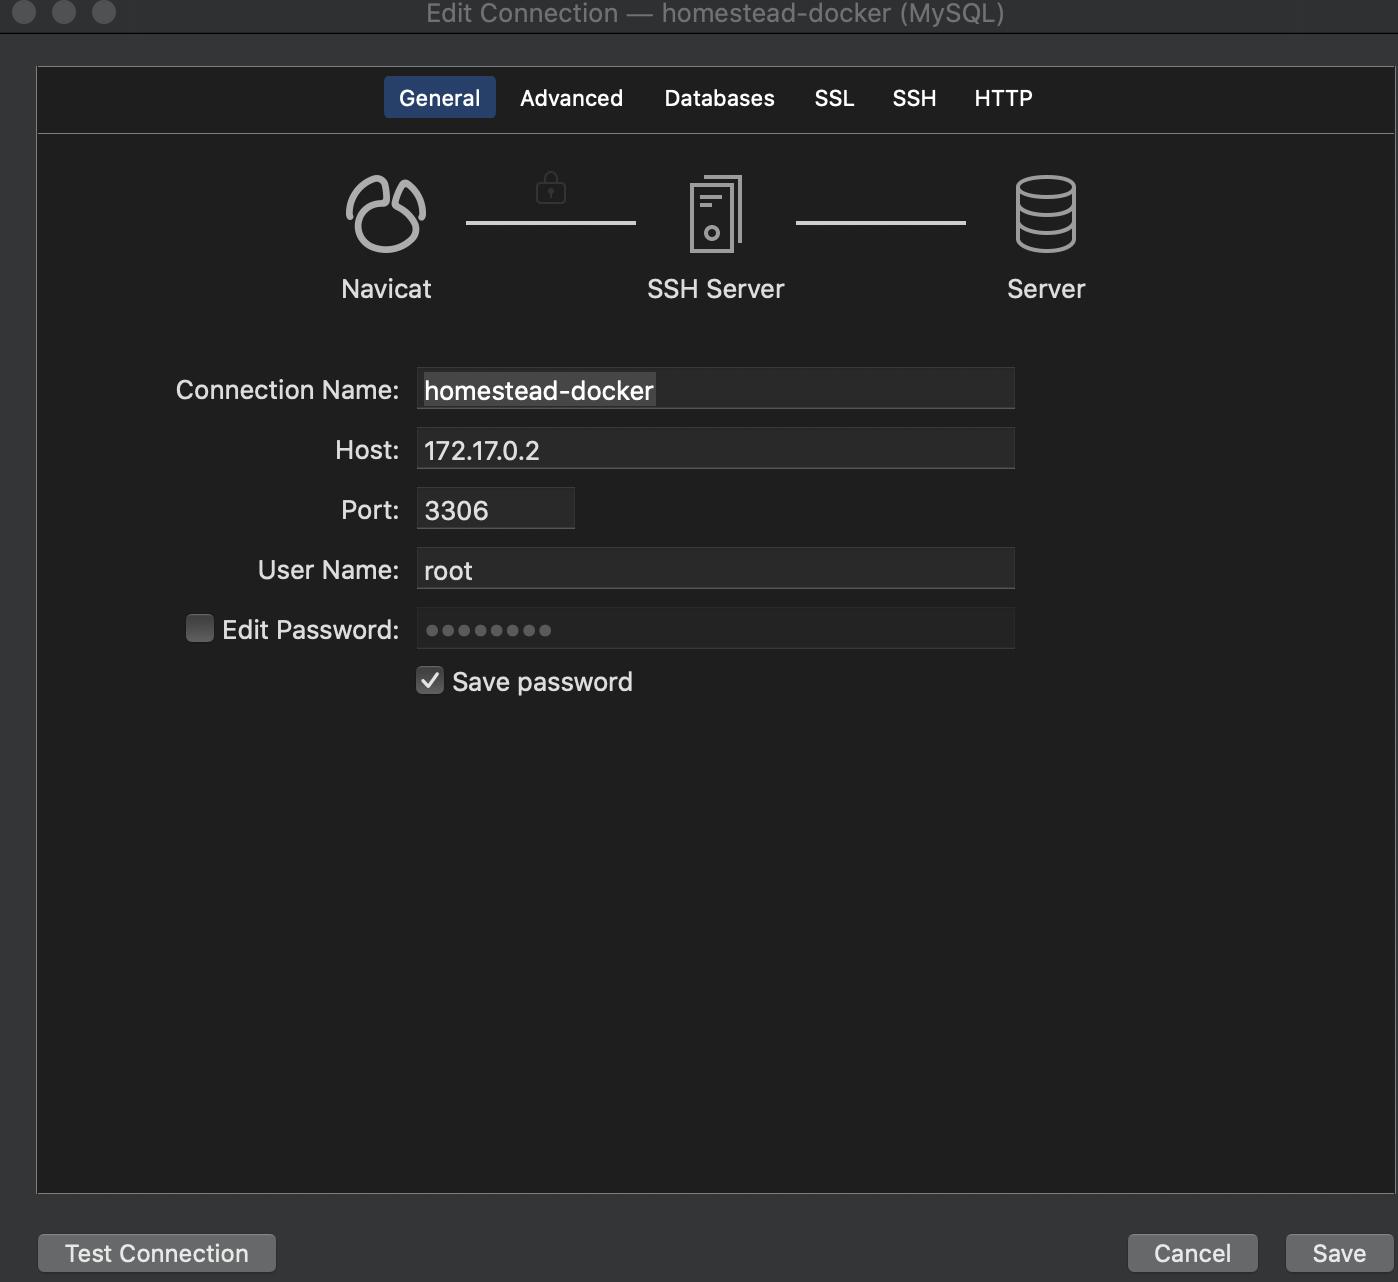 Edit Connection — homestead-docker (MySQL)
General Advanced Databases SSL SSH HTTP
Navicat SSH Server Server
Connection Name: homestead-docker
Host: 172.17.0.2
Port: 3306
User Name: root
Edit Password: ••••••••
Save password
Test Connection Cancel Save